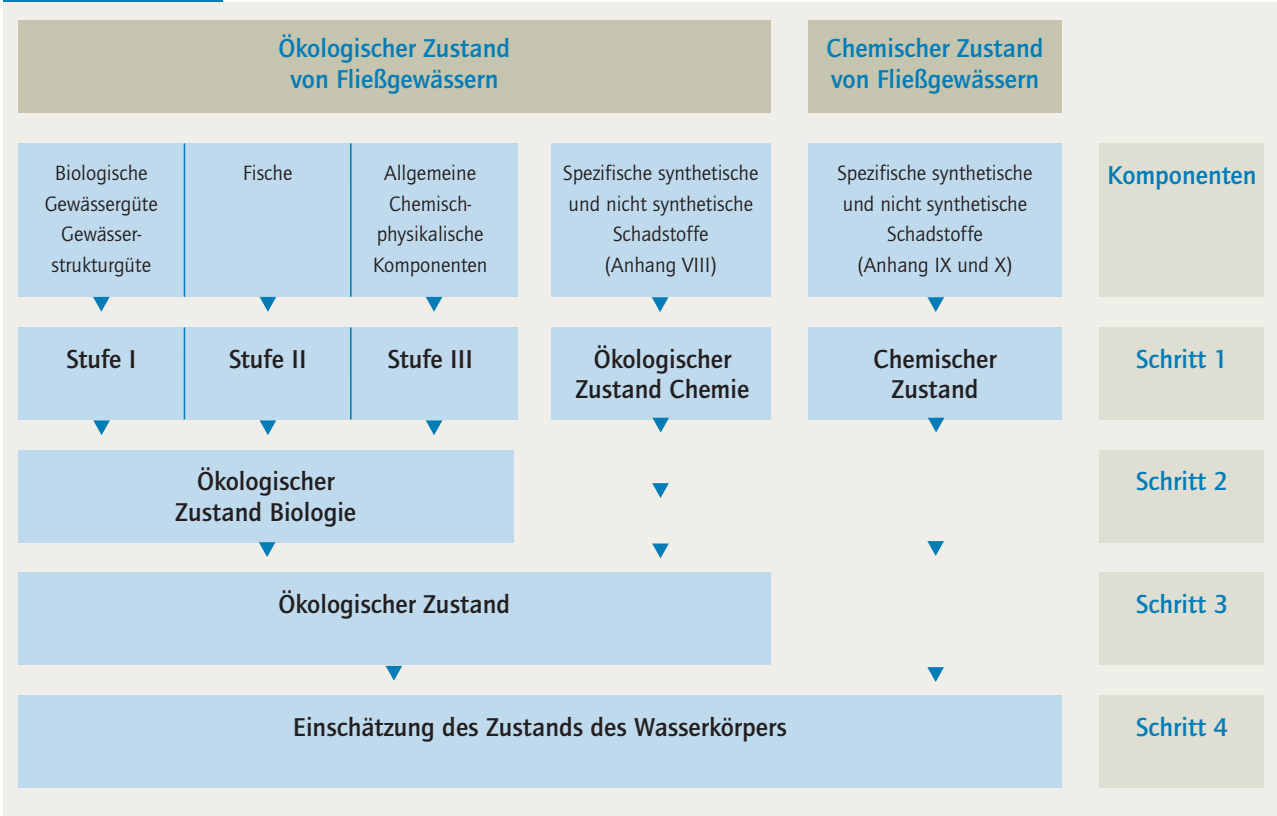 Ökologischer Zustand
von Fließgewässern
Chemischer Zustand
von Fließgewässern
Biologische
Gewässergüte
Gewässer-
strukturgüte
Fische
Allgemeine
Chemisch-
physikalische
Komponenten
Spezifische synthetische
und nicht synthetische
Schadstoffe
(Anhang VIII)
Spezifische synthetische
und nicht synthetische
Schadstoffe
(Anhang IX und X)
Komponenten
Stufe I
Stufe II
Stufe III
Ökologischer
Zustand Chemie
Chemischer
Zustand
Schritt 1
Ökologischer
Zustand Biologie
Schritt 2
Ökologischer Zustand
Schritt 3
Einschätzung des Zustands des Wasserkörpers
Schritt 4